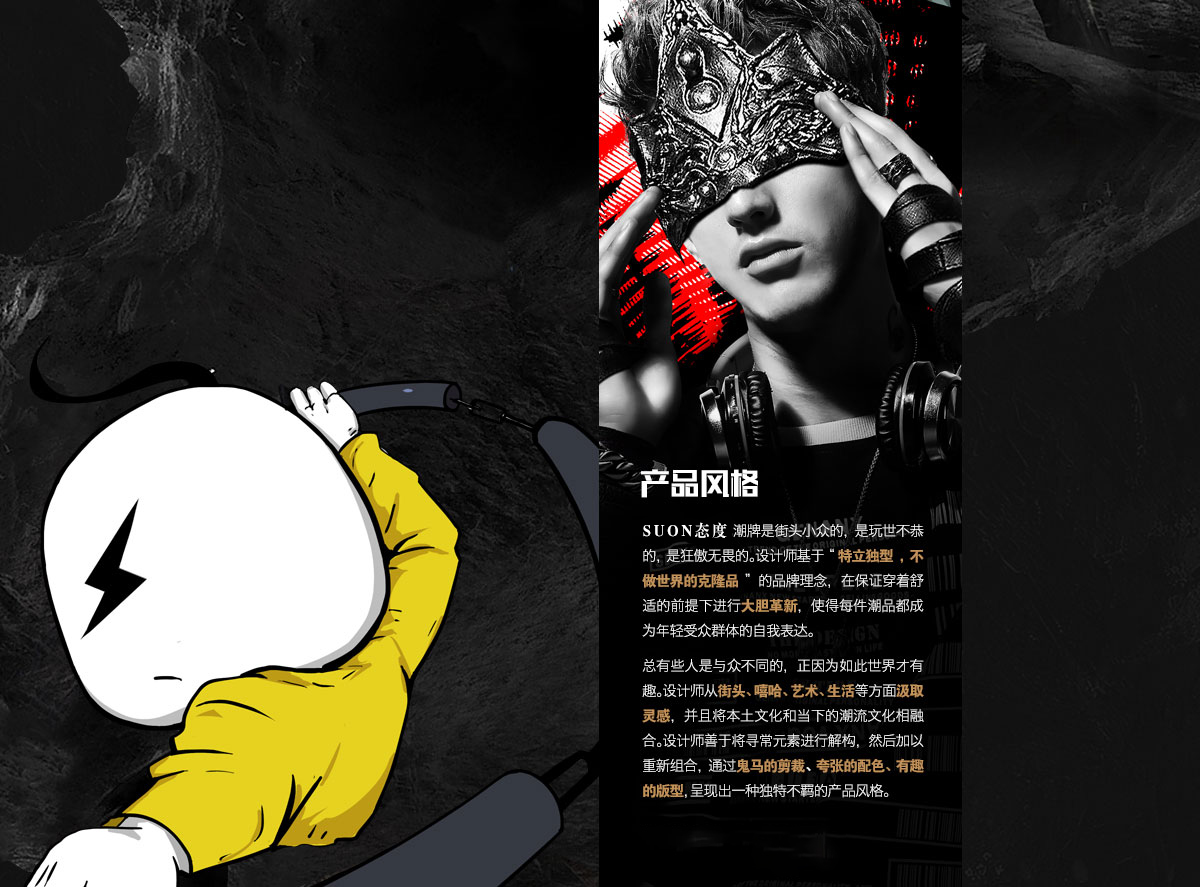 产品风格
SUON态度 潮牌是街头小众的，是玩世不恭
的，是狂傲无畏的。设计师基于“特立独型，不
做世界的克隆品 ”的品牌理念，在保证穿着舒
适的前提下进行大胆革新，使得每件潮品都成
为年轻受众群体的自我表达。
总有些人是与众不同的，正因为如此世界才有
趣。设计师从街头、嘻哈、艺术、生活等方面汲取
灵感，并且将本土文化和当下的潮流文化相融
合。设计师善于将寻常元素进行解构，然后加以
重新组合，通过鬼马的剪裁、夸张的配色、有趣
的版型，呈现出一种独特不羁的产品风格。